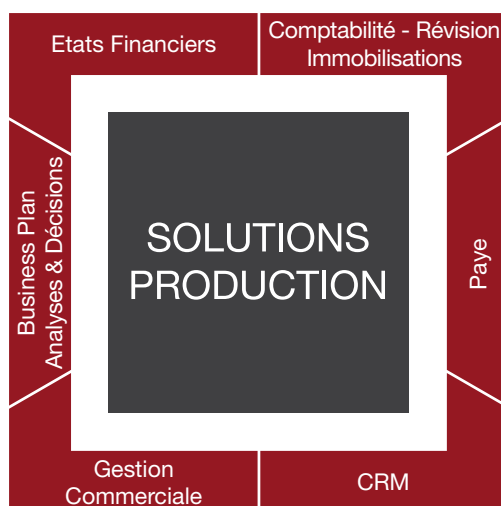 Etats Financiers
Comptabilité - Révision
Immobilisations
Business Plan
Analyses & Décisions
SOLUTIONS
PRODUCTION
Paye
Gestion
Commerciale
CRM